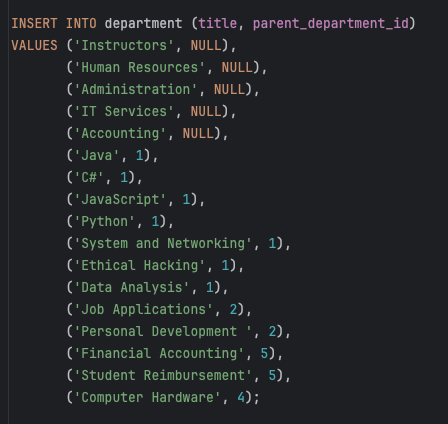 INSERT INTO department (title, parent_department_id)
VALUES ('Instructors', NULL),
('Human Resources', NULL),
('Administration', NULL),
('IT Services', NULL),
('Accounting', NULL),
('Java', 1),
('C#', 1),
('JavaScript', 1),
('Python', 1),
('System and Networking', 1),
('Ethical Hacking', 1),
('Data Analysis', 1),
('Job Applications', 2),
('Personal Development ', 2),
('Financial Accounting', 5),
('Student Reimbursement', 5),
('Computer Hardware', 4);